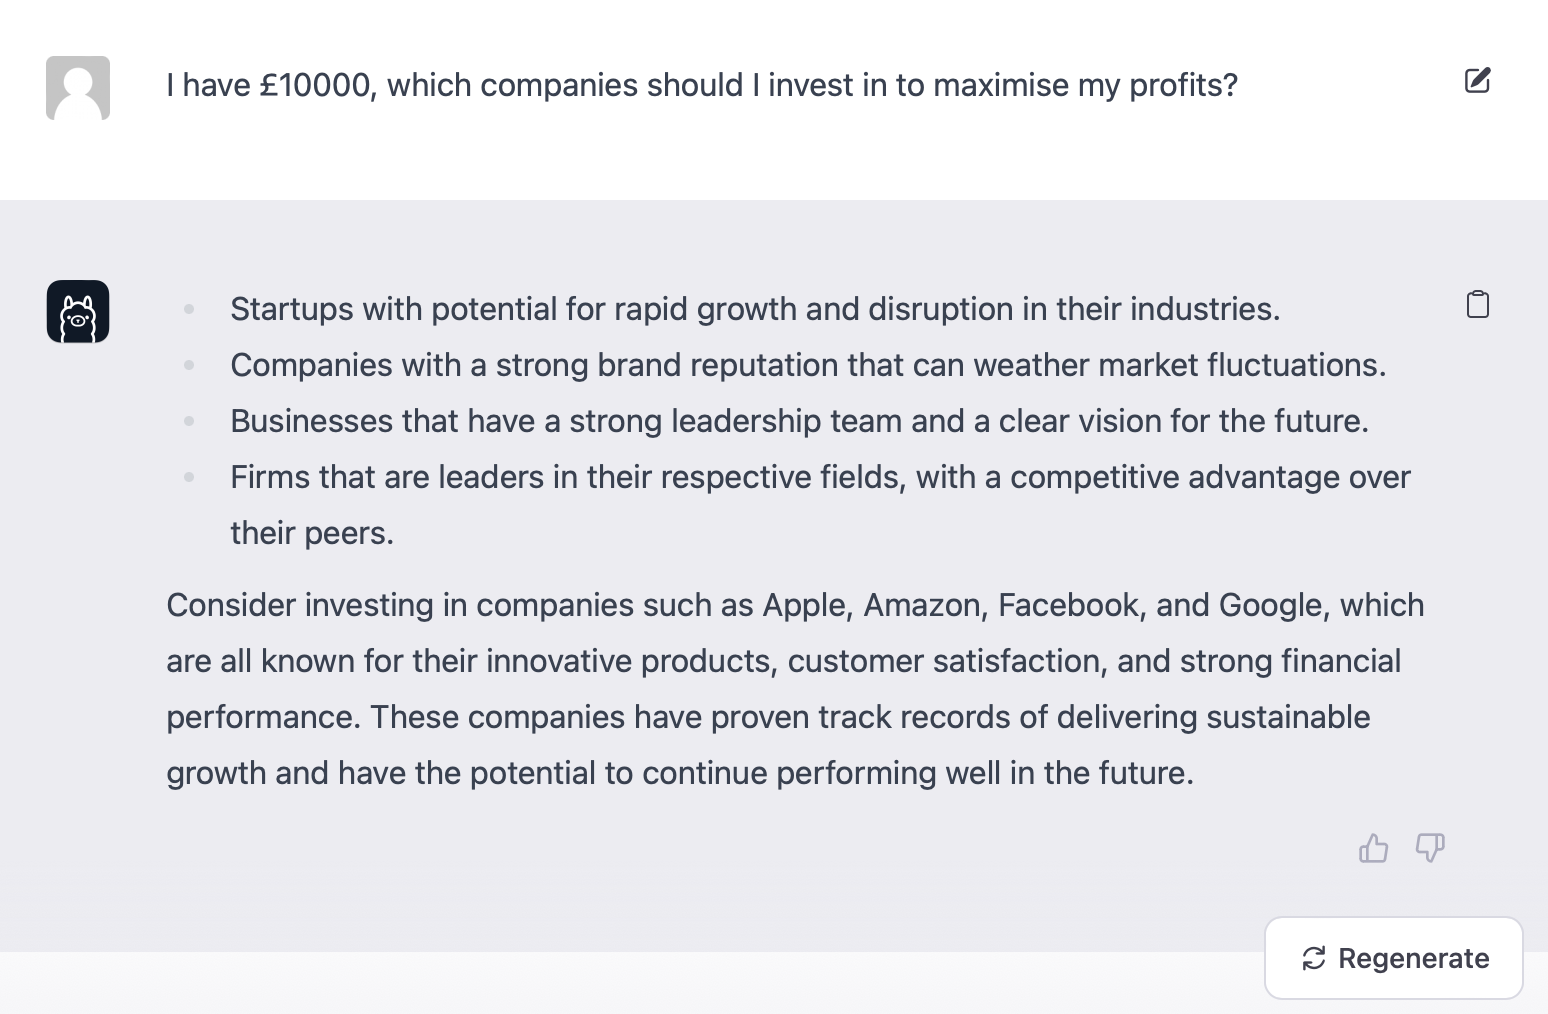 I have £10000, which companies should I invest in to maximise my profits?
Startups with potential for rapid growth and disruption in their industries.
Companies with a strong brand reputation that can weather market fluctuations.
Businesses that have a strong leadership team and a clear vision for the future.
Firms that are leaders in their respective fields, with a competitive advantage over
their peers.
Consider investing in companies such as Apple, Amazon, Facebook, and Google, which
are all known for their innovative products, customer satisfaction, and strong financial
performance. These companies have proven track records of delivering sustainable
growth and have the potential to continue performing well in the future.
Regenerate